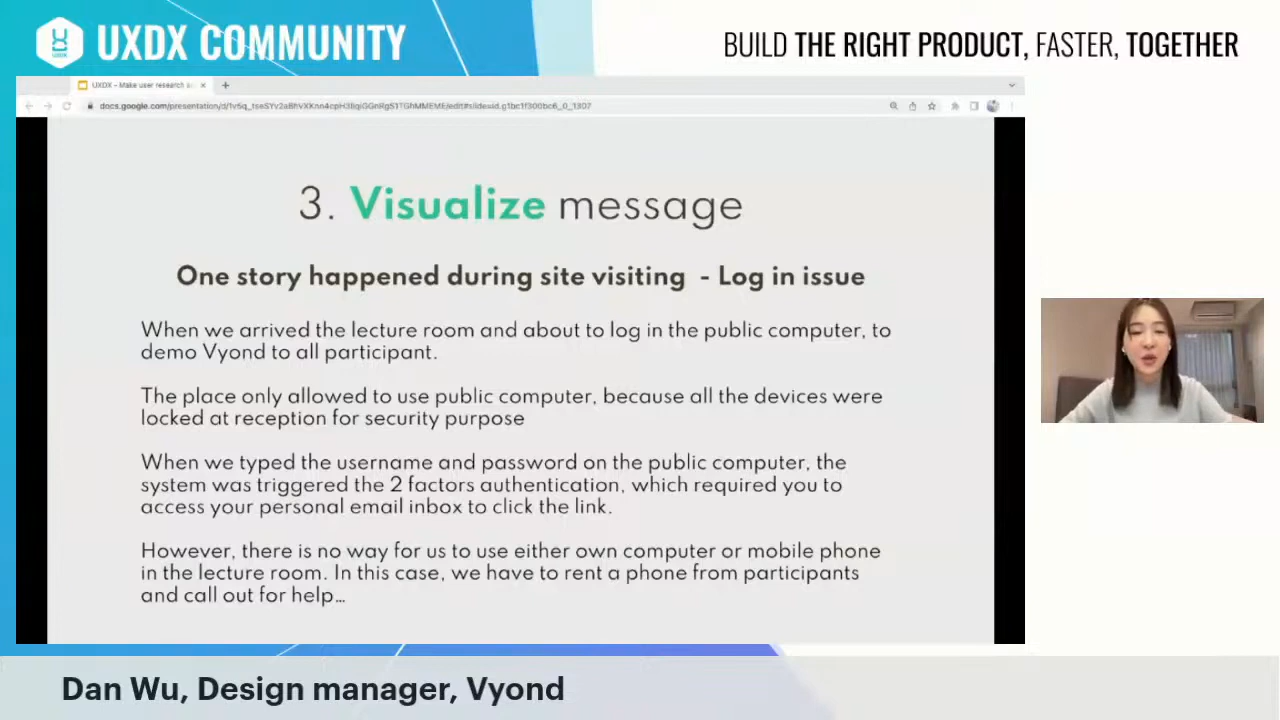 UXDX COMMUNITY
BUILD THE RIGHT PRODUCT, FASTER, TOGETHER
3. Visualize message
One story happened during site visiting - Log in issue
When we arrived the lecture room and about to log in the public computer, to
demo Vyond to all participant.
The place only allowed to use public computer, because all the devices were
locked at reception for security purpose
When we typed the username and password on the public computer, the
system was triggered the 2 factors authentication, which required you to
access your personal email inbox to click the link.
However, there is no way for us to use either own computer or mobile phone
in the lecture room. In this case, we have to rent a phone from participants
and call out for help…
Dan Wu, Design manager, Vyond